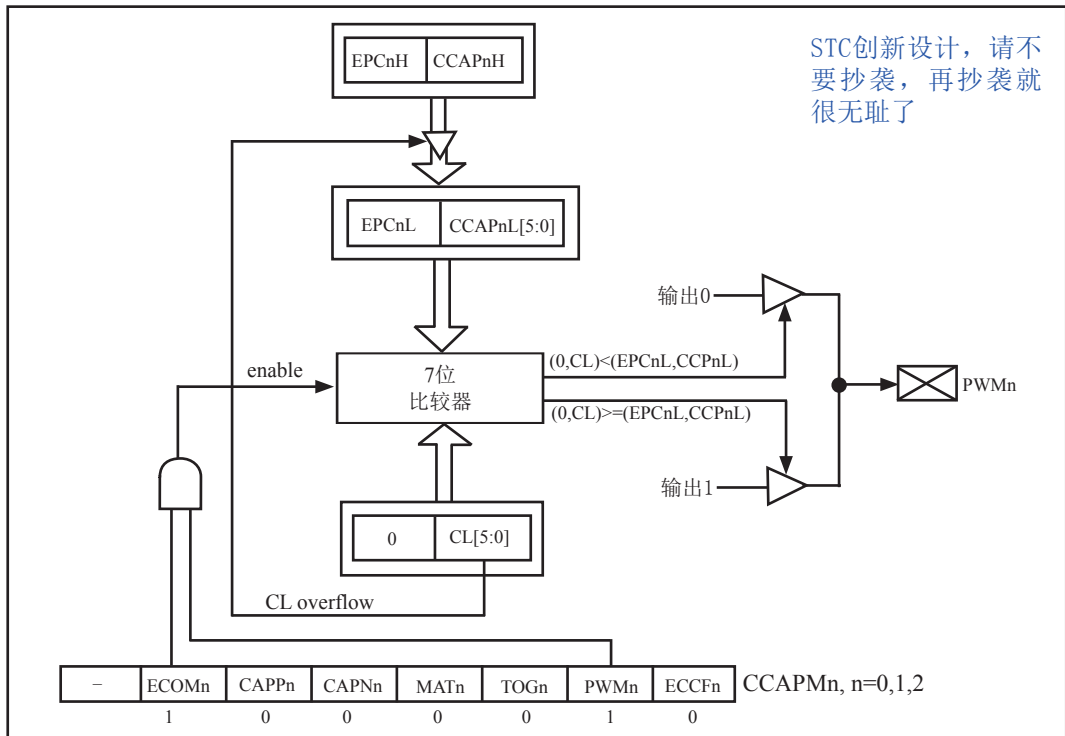 STC创新设计，请不
要抄袭，再抄袭就
很无耻了
EPCnH CCAPnH
EPCnL CCAPnL[5:0]
输出0
(0,CL)<(EPCnL,CCPnL)
enable
7位
比较器
PWMn
(0,CL)>=(EPCnL,CCPnL)
输出1
0 CL[5:0]
CL overflow
– ECOMn CAPPn CAPNn MATn TOGn PWMn ECCFn CCAPMn, n=0,1,2
1 0 0 0 0 1 0